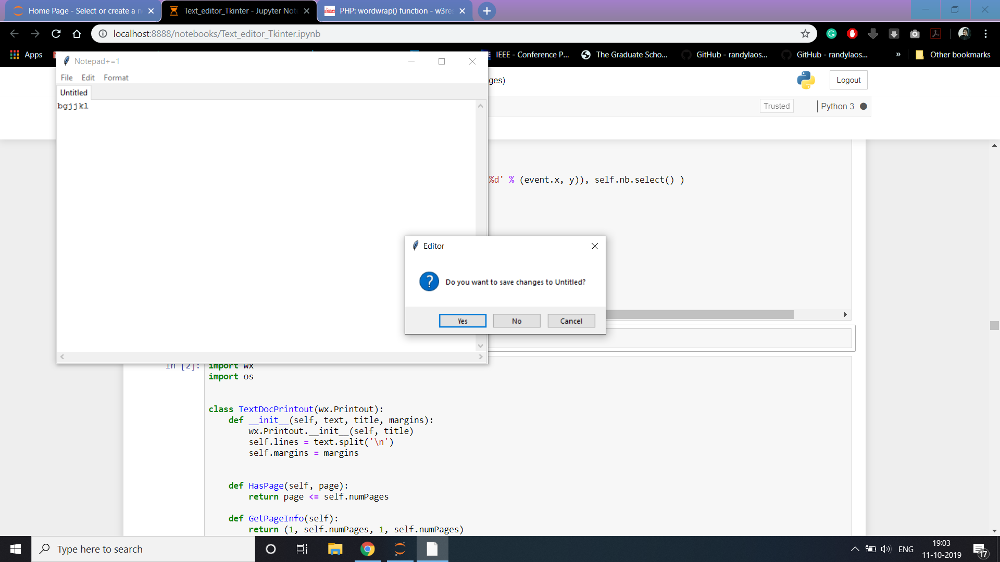 Home Page - Select or create a n
Text_editor_Tkinter - Jupyter Not
PHP: wordwrap() function - w3re
localhost:8888/notebooks/Text_editor_Tkinter.ipynb
Apps
IEEE - Conference P...
The Graduate Scho...
GitHub - randylaos...
GitHub - randylaos...
»
Other bookmarks
Notepad+=1
File Edit Format
Untitled
bgjjkl
ges)
Logout
Trusted
Python 3
%d' % (event.x, y)), self.nb.select() )
Editor
Do you want to save changes to Untitled?
Yes No Cancel
In [2]:
import wx
import os
class TextDocPrintout(wx.Printout):
def __init__(self, text, title, margins):
wx.Printout.__init__(self, title)
self.lines = text.split('\n')
self.margins = margins
def HasPage(self, page):
return page <= self.numPages
def GetPageInfo(self):
return (1, self.numPages, 1, self.numPages)
Type here to search
ENG
19:03
11-10-2019
17